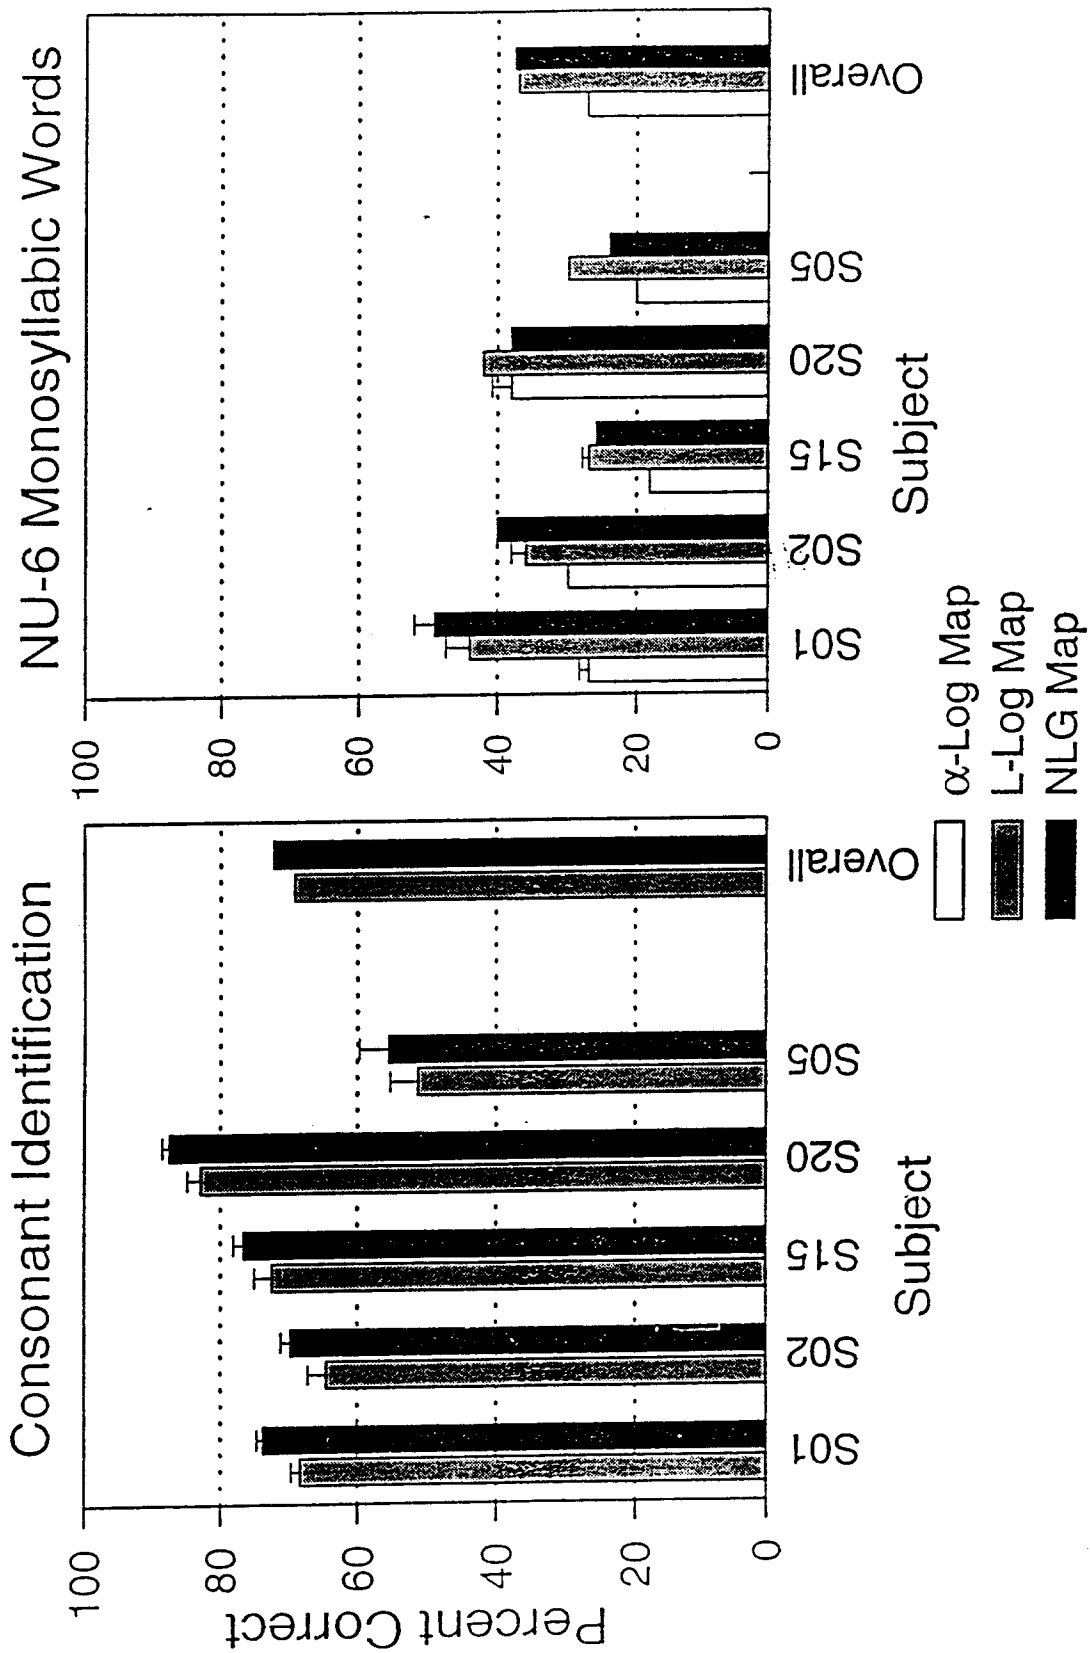 Consonant Identification
Percent Correct
100
80
60
40
20
0
S01
S02
S15
S20
S05
Overall
Subject
NU-6 Monosyllabic Words
100
80
60
40
20
0
S01
S02
S15
S20
S05
Overall
Subject
α-Log Map
L-Log Map
NLG Map